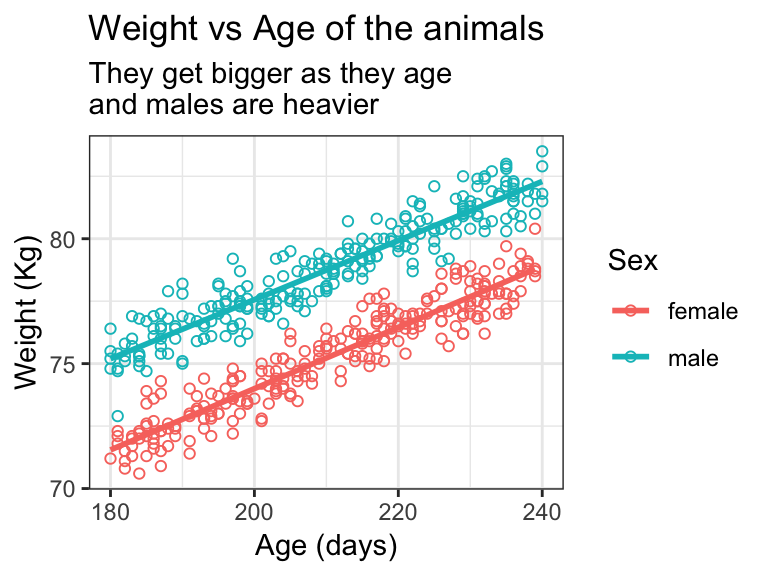 Weight vs Age of the animals
They get bigger as they age
and males are heavier
Weight (Kg)
80
75
70
180 200 220 240
Age (days)
Sex
female
male